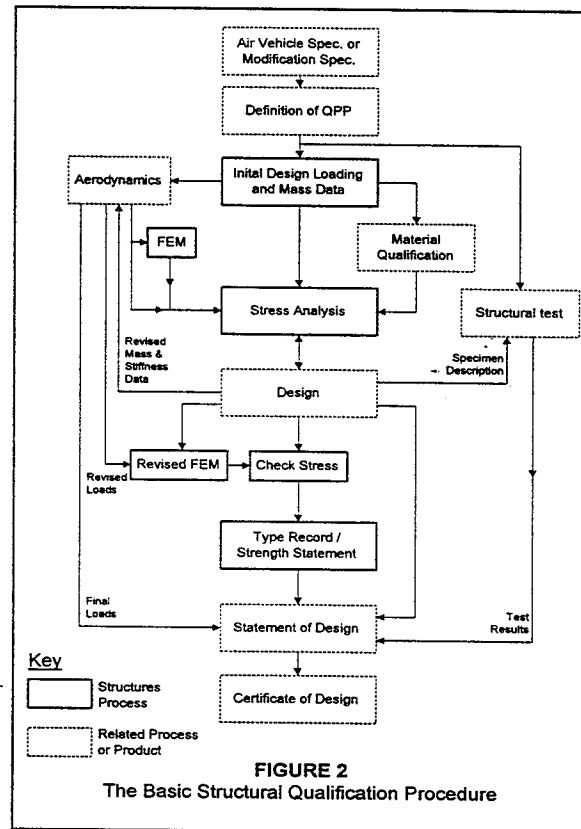 Air Vehicle Spec. or
Modification Spec.
Definition of QPP
Aerodynamics
Inital Design Loading
and Mass Data
FEM
Material
Qualification
Stress Analysis
Structural test
Revised
Mass &
Stiffness
Data
Specimen
Description
Design
Revised FEM
Check Stress
Revised
Loads
Type Record /
Strength Statement
Final
Loads
Statement of Design
Test
Results
Key
Structures
Process
Certificate of Design
Related Process
or Product
FIGURE 2
The Basic Structural Qualification Procedure